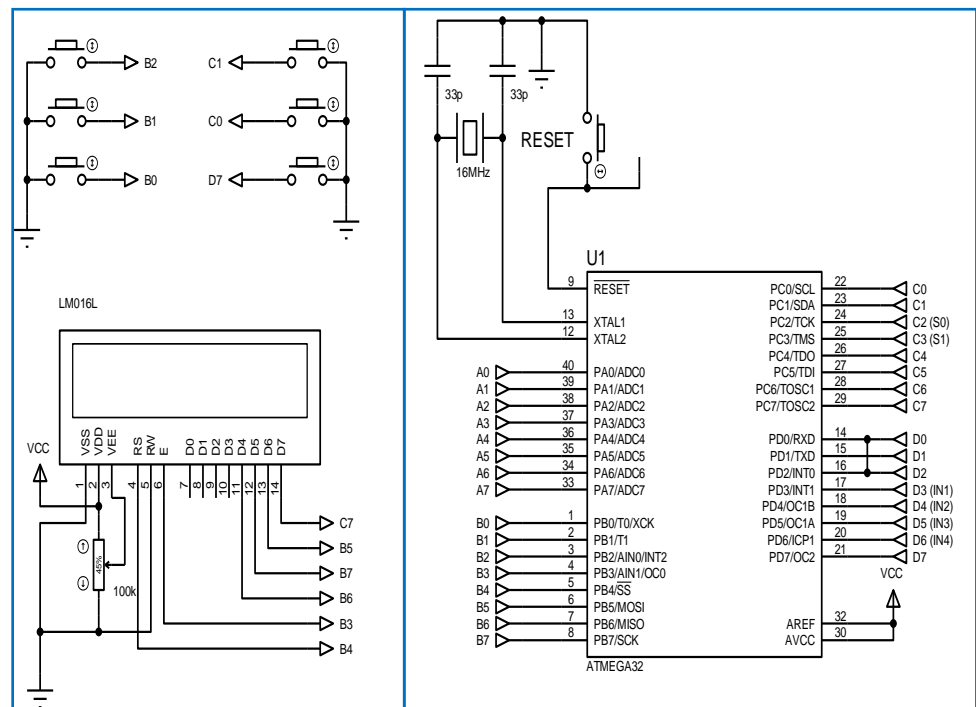 B2 C1
B1 C0
B0 D7
LM016L
VCC
VSS VDD VEE RS RW E D0 D1 D2 D3 D4 D5 D6 D7
1 2 3 4 5 6 7 8 9 10 11 12 13 14
C7
B5
B7
B6
B3
B4
45%
100k
33p 33p
RESET
16MHz
U1
9 RESET
13 XTAL1
12 XTAL2
A0 40 PA0/ADC0
A1 39 PA1/ADC1
A2 38 PA2/ADC2
A3 37 PA3/ADC3
A4 36 PA4/ADC4
A5 35 PA5/ADC5
A6 34 PA6/ADC6
A7 33 PA7/ADC7
B0 1 PB0/T0/XCK
B1 2 PB1/T1
B2 3 PB2/AIN0/INT2
B3 4 PB3/AIN1/OC0
B4 5 PB4/SS
B5 6 PB5/MOSI
B6 7 PB6/MISO
B7 8 PB7/SCK
PC0/SCL 22 C0
PC1/SDA 23 C1
PC2/TCK 24 C2 (S0)
PC3/TMS 25 C3 (S1)
PC4/TDO 26 C4
PC5/TDI 27 C5
PC6/TOSC1 28 C6
PC7/TOSC2 29 C7
PD0/RXD 14 D0
PD1/TXD 15 D1
PD2/INT0 16 D2
PD3/INT1 17 D3 (IN1)
PD4/OC1B 18 D4 (IN2)
PD5/OC1A 19 D5 (IN3)
PD6/ICP1 20 D6 (IN4)
PD7/OC2 21 D7
VCC
AREF 32
AVCC 30
ATMEGA32